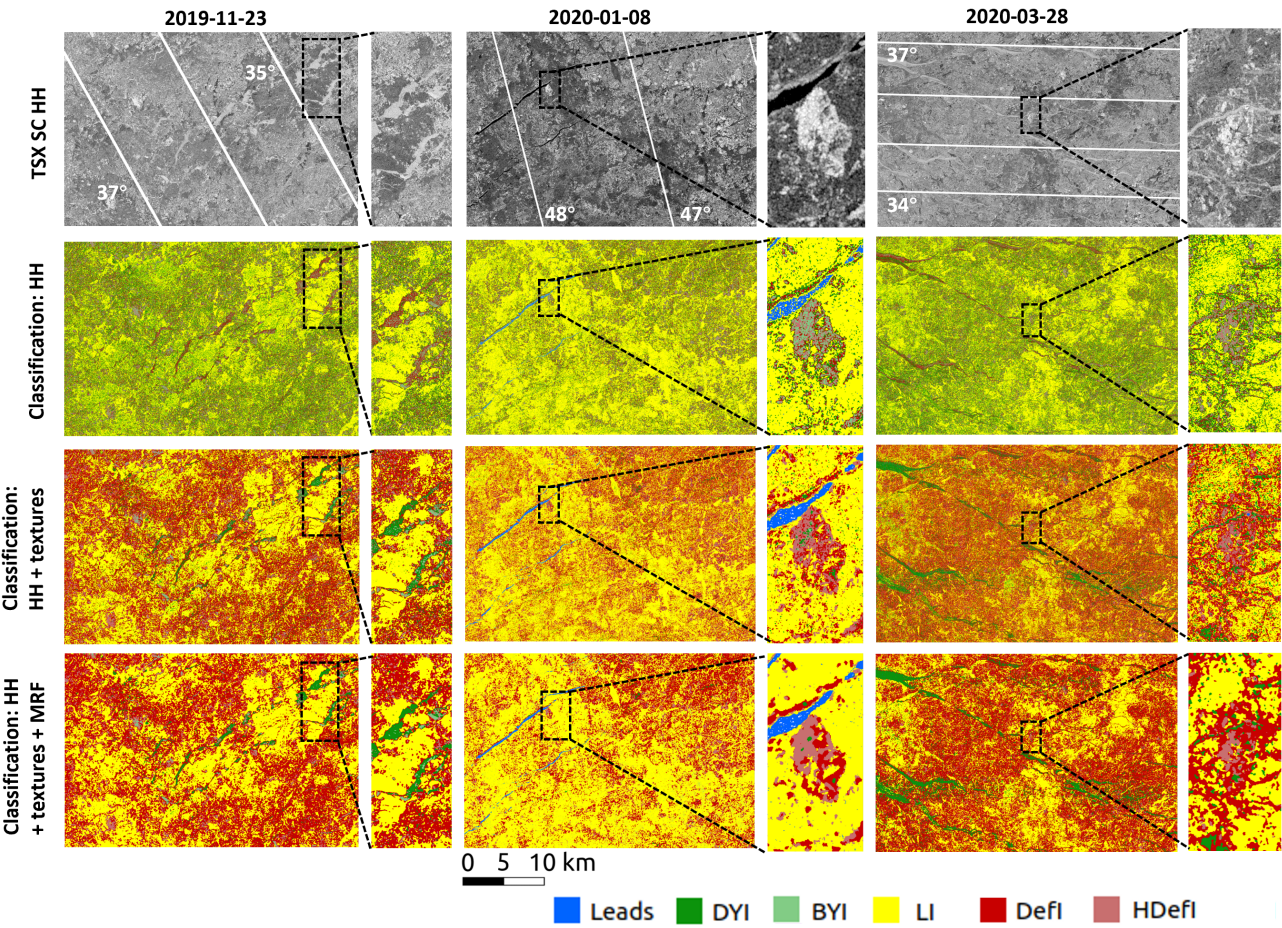 2019-11-23 2020-01-08 2020-03-28
TSX SC HH
35°
37°
48°
47°
37°
34°
Classification: HH
Classification:
HH + textures
Classification: HH
+ textures + MRF
0 5 10 km
Leads DYI BYI LI DefI HDefI